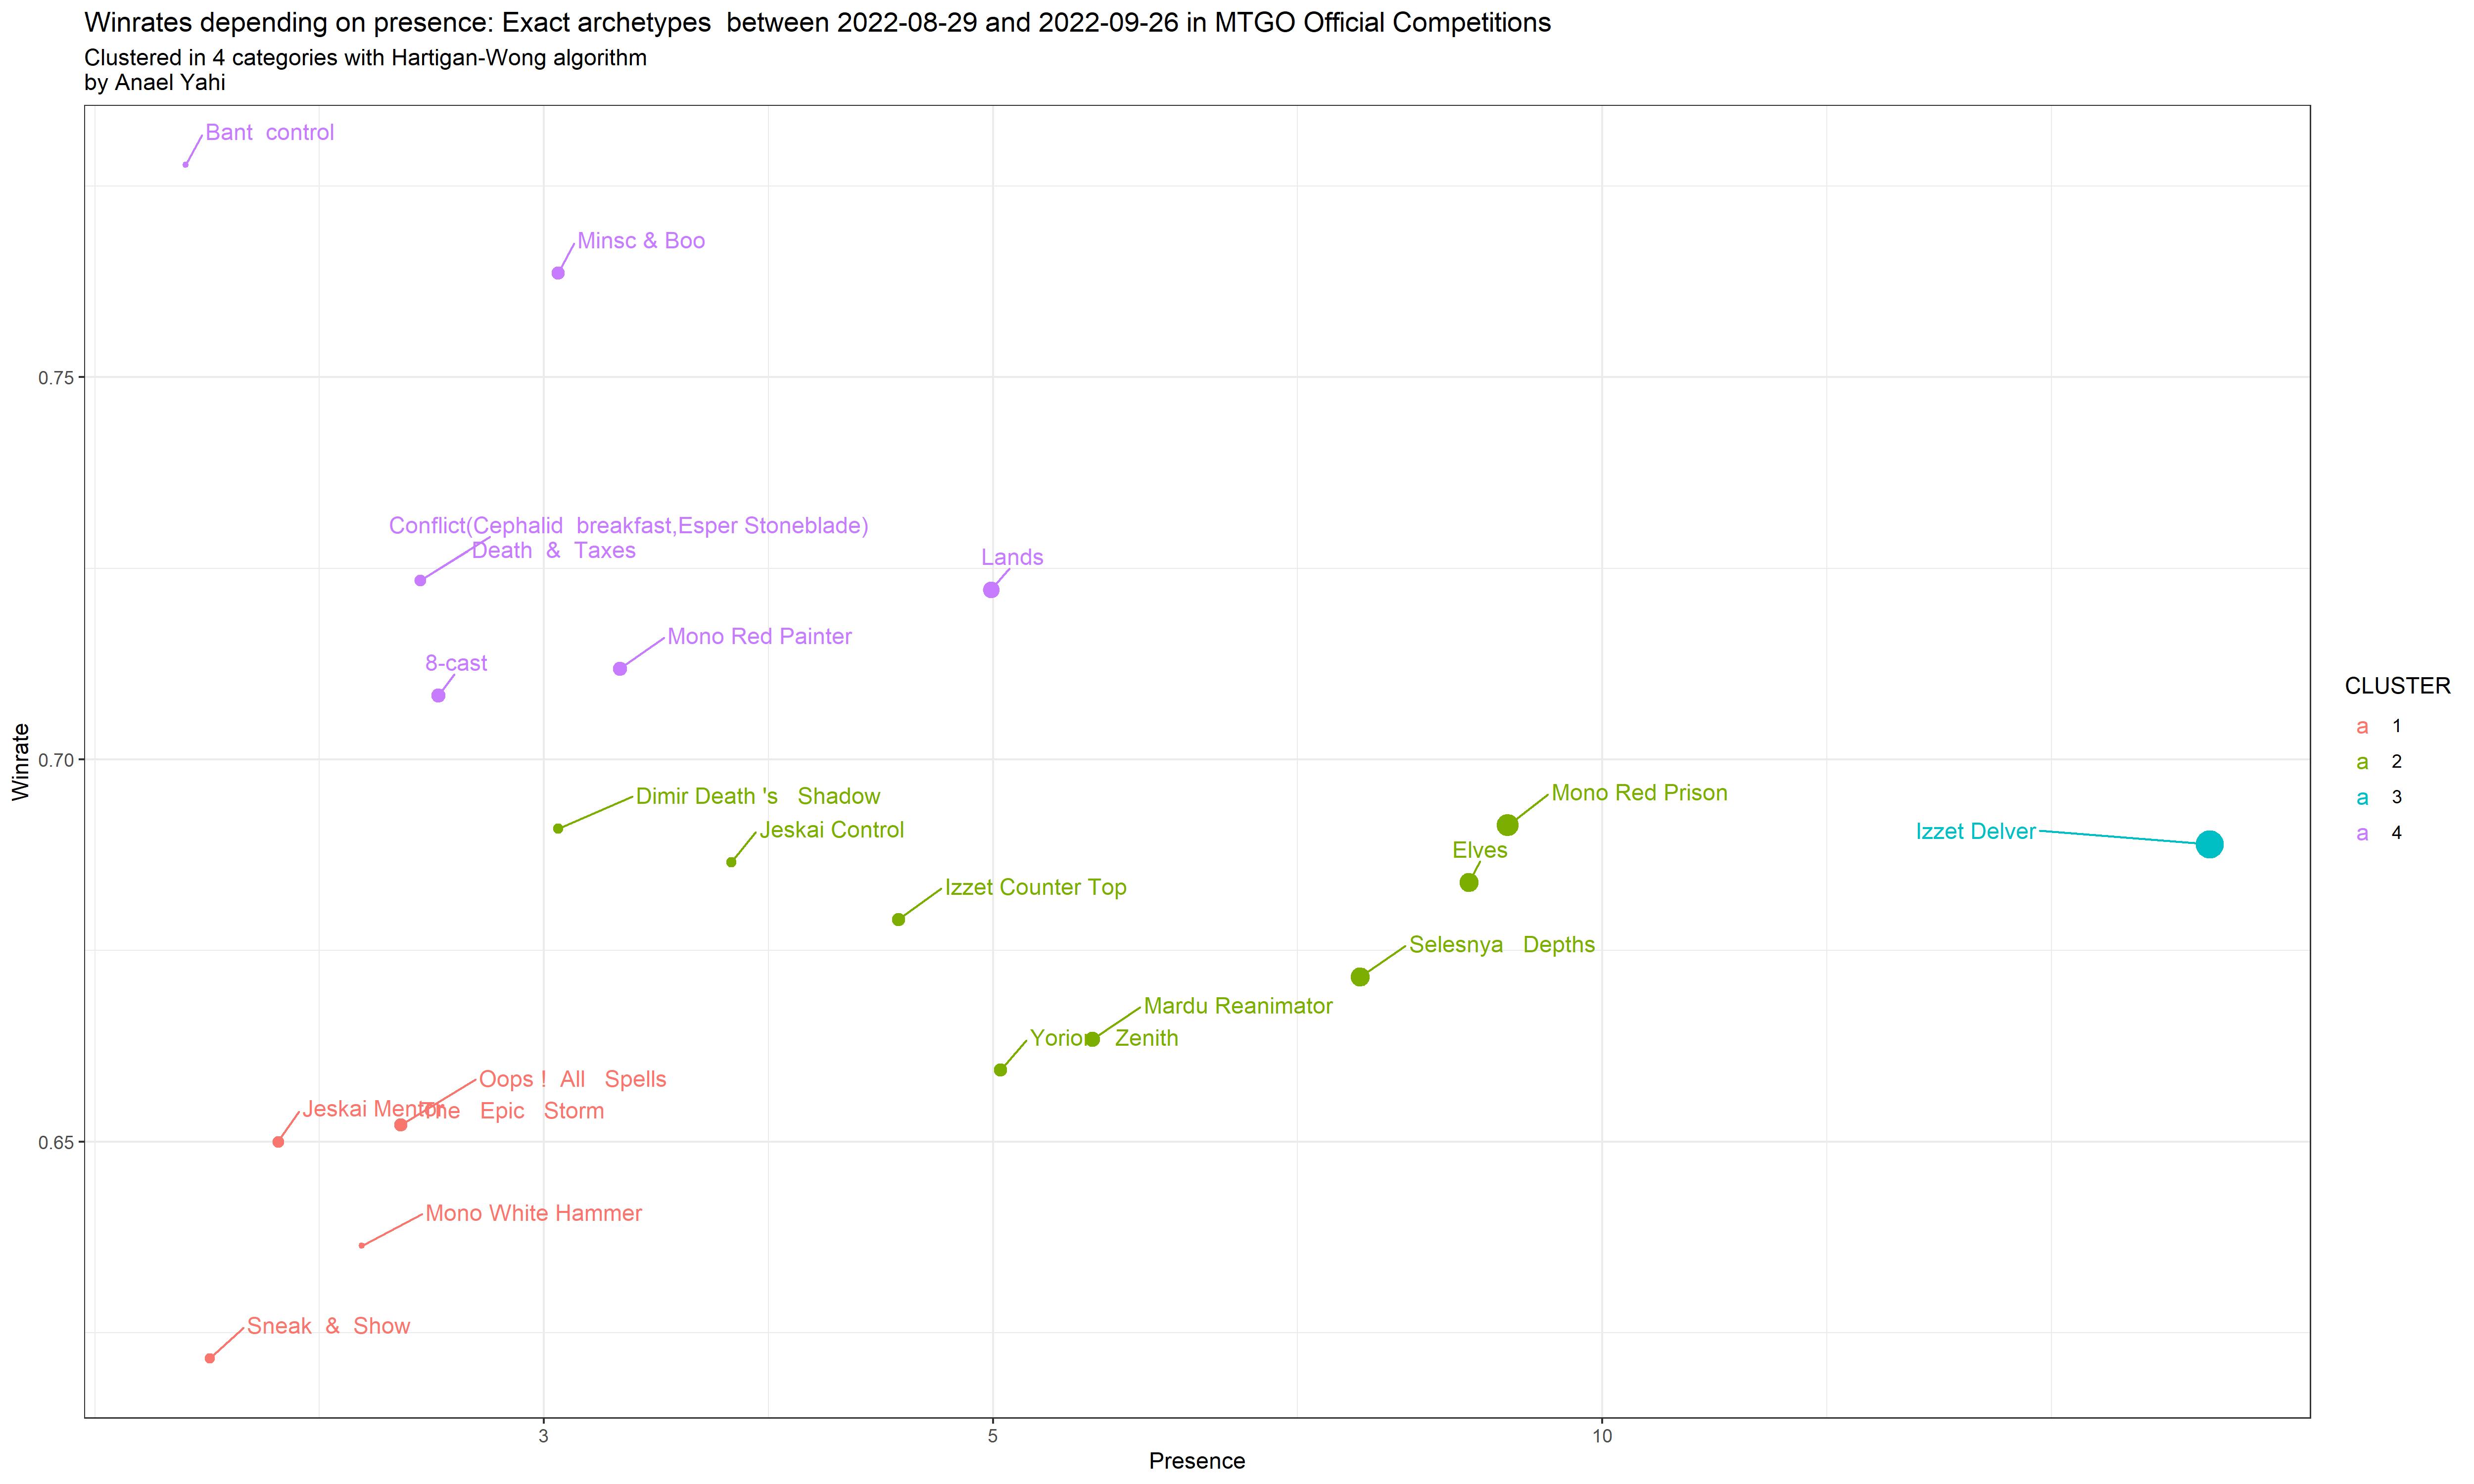 Winrates depending on presence: Exact archetypes  between 2022-08-29 and 2022-09-26 in MTGO Official Competitions
Clustered in 4 categories with Hartigan-Wong algorithm
by Anael Yahi
Bant  control
Minsc & Boo
0.75
Conflict(Cephalid  breakfast,Esper Stoneblade)
Death  &  Taxes
Lands
Mono Red Painter
8-cast
CLUSTER
a 1
a 2
a 3
a 4
Winrate
0.70
Dimir Death 's   Shadow
Mono Red Prison
Jeskai Control
Izzet Delver
Elves
Izzet Counter Top
Selesnya   Depths
Mardu Reanimator
Yorion   Zenith
Oops !  All   Spells
Jeskai Mentor
The   Epic   Storm
0.65
Mono White Hammer
Sneak  &  Show
3
5
10
Presence